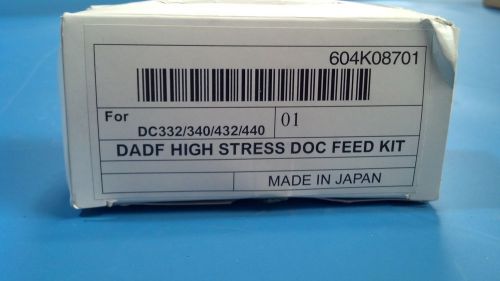 604K08701
For
DC332/340/432/440
01
DADF HIGH STRESS DOC FEED KIT
MADE IN JAPAN